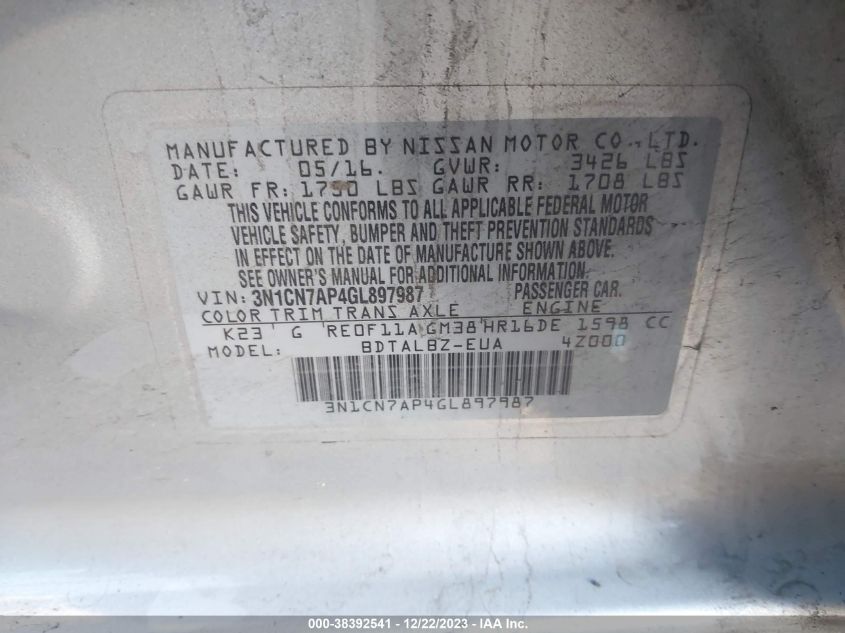 MANUFACTURED BY NISSAN MOTOR CO., LTD.
DATE: 05/16. GVWR: 3426 LBS
GAWR FR: 1750 LBS GAWR RR: 1708 LBS
THIS VEHICLE CONFORMS TO ALL APPLICABLE FEDERAL MOTOR
VEHICLE SAFETY, BUMPER AND THEFT PREVENTION STANDARDS
IN EFFECT ON THE DATE OF MANUFACTURE SHOWN ABOVE.
SEE OWNER'S MANUAL FOR ADDITIONAL INFORMATION.
VIN: 3N1CN7AP4GL897987 PASSENGER CAR.
COLOR TRIM TRANS AXLE ENGINE
K23 G RE0F11A GM38 HR16DE 1598 CC
MODEL: BDTALBZ-EUA 4Z000
3N1CN7AP4GL897987
000-38392541 - 12/22/2023 - IAA Inc.